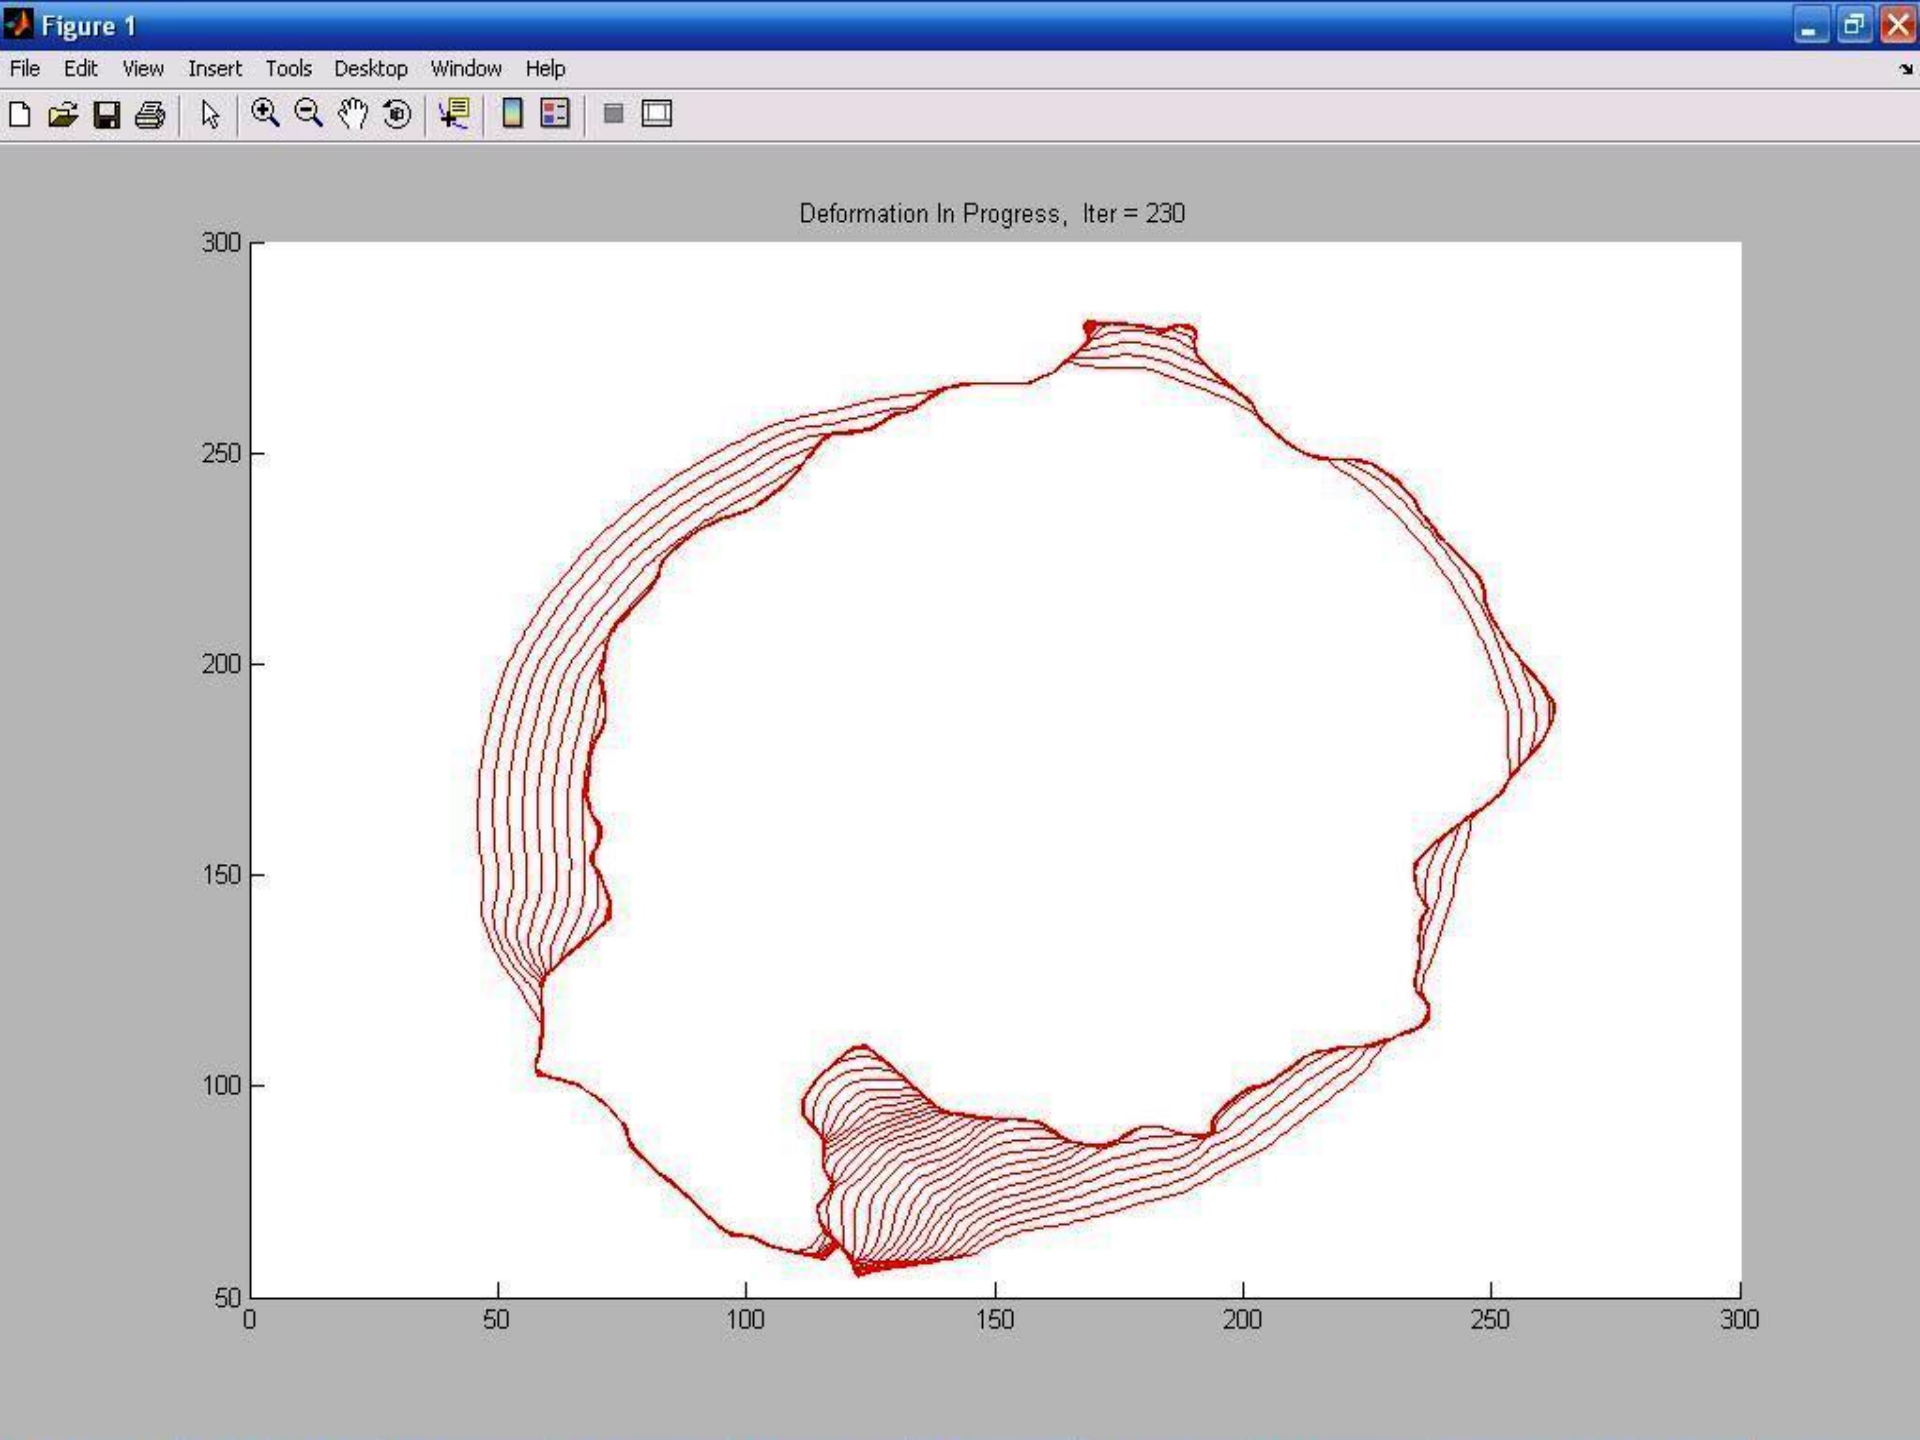 Figure 1
File Edit View Insert Tools Desktop Window Help
Deformation In Progress, Iter = 230
300
250
200
150
100
50
0 50 100 150 200 250 300